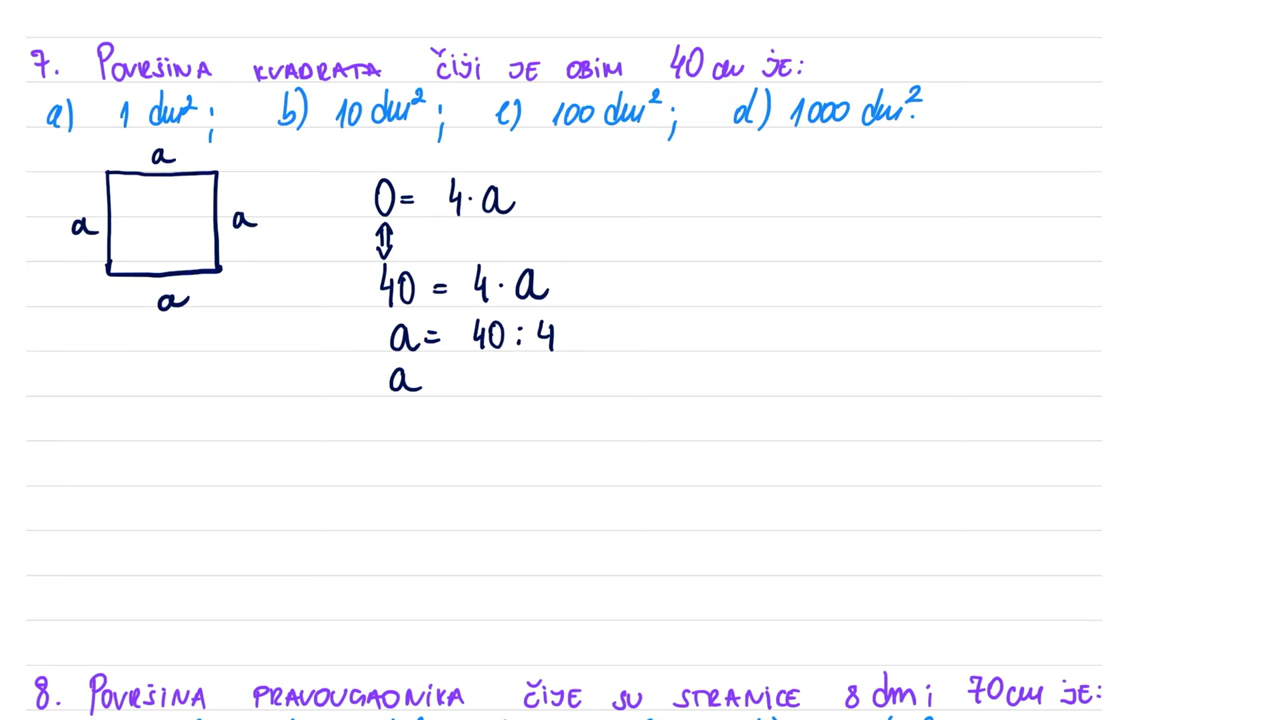 7. POVRŠINA KVADRATA ČIJI JE OBIM 40 cm JE:
a) 1 dm²; b) 10 dm²; c) 100 dm²; d) 1000 dm².
a
a a
a
O = 4 · a
⇕
40 = 4 · a
a = 40 : 4
a
8. POVRŠINA PRAVOUGAONIKA ČIJE SU STRANICE 8 dm i 70 cm JE: